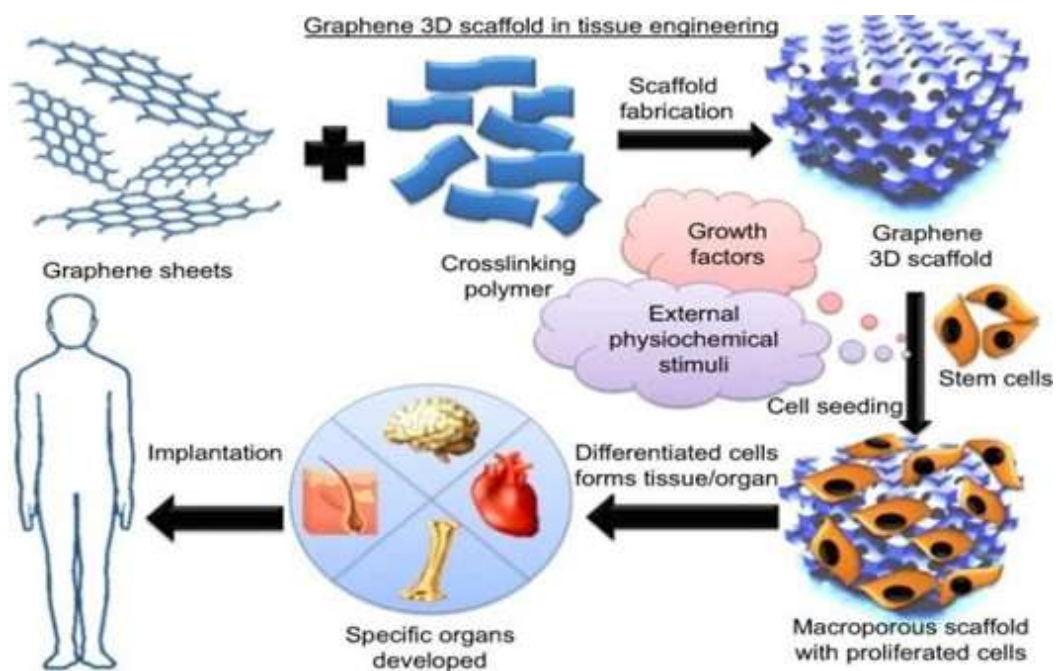 Graphene 3D scaffold in tissue engineering
Graphene sheets
Crosslinking
polymer
Scaffold
fabrication
Graphene
3D scaffold
Growth
factors
External
physiochemical
stimuli
Stem cells
Cell seeding
Macroporous scaffold
with proliferated cells
Differentiated cells
forms tissue/organ
Specific organs
developed
Implantation